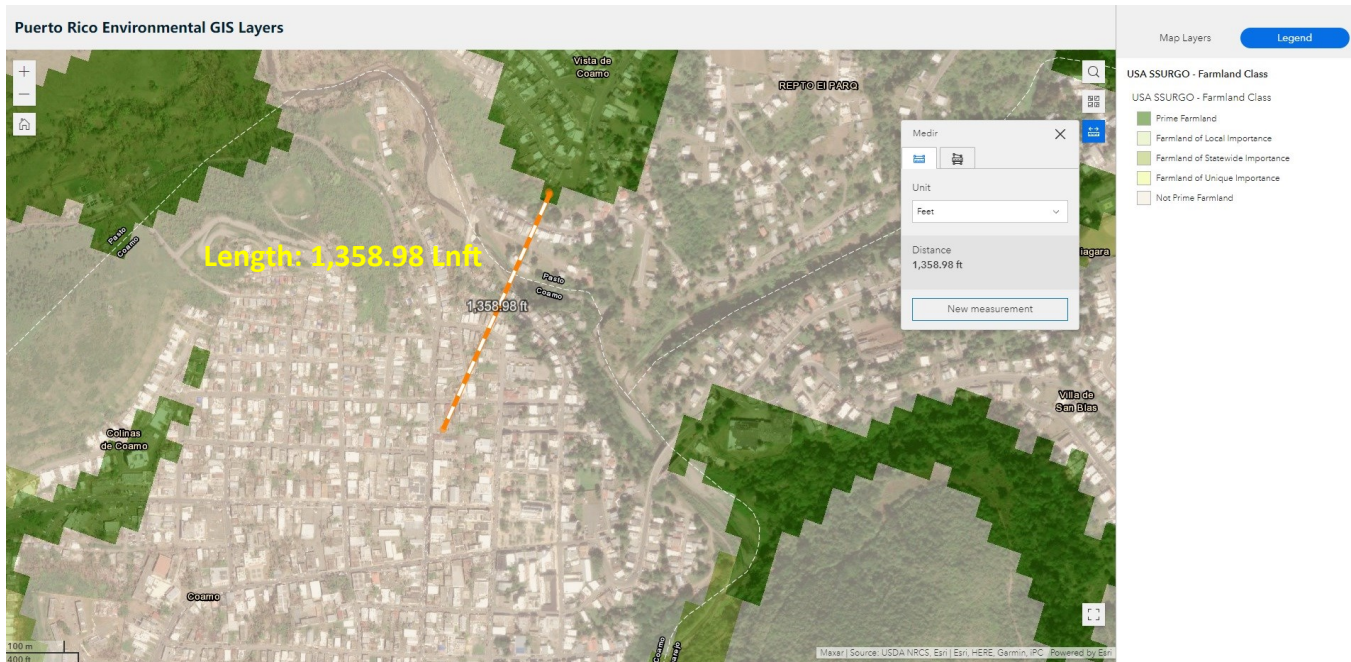 Puerto Rico Environmental GIS Layers
Map Layers
Legend
USA SSURGO - Farmland Class
USA SSURGO - Farmland Class
Prime Farmland
Farmland of Local Importance
Farmland of Statewide Importance
Farmland of Unique Importance
Not Prime Farmland
Vista de
Coamo
REPTO El PARQ
Medir
Unit
Feet
Distance
1,358.98 ft
New measurement
Pasto
Coamo
Length: 1,358.98 Lnft
iagara
Pasto
Coamo
1,358.98 ft
Villa de
San Blas
Colinas
de Coamo
Coamo
Coamo
arejo
100 m
400 ft
Maxar | Source: USDA NRCS, Esri | Esri, HERE, Garmin, iPC
Powered by Esri